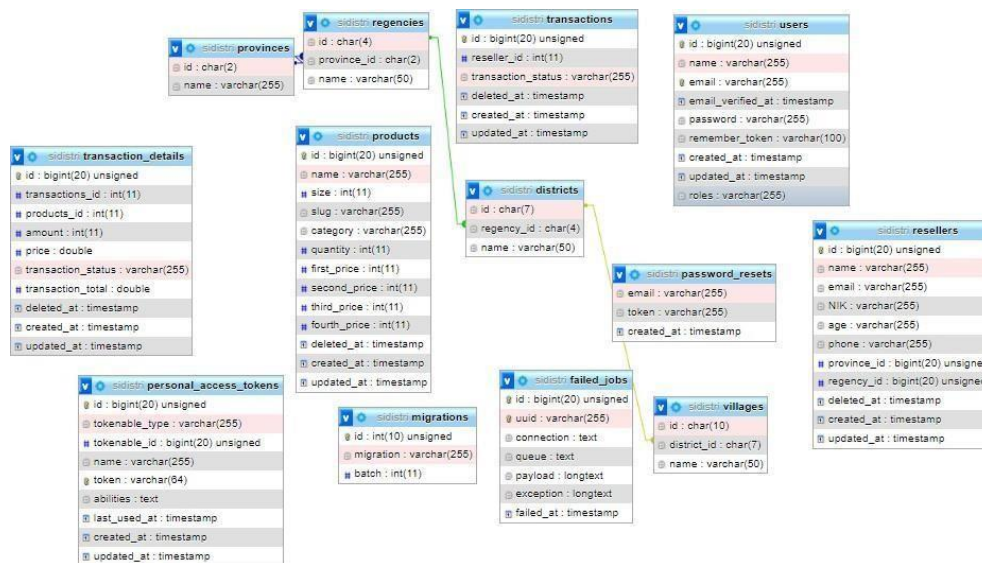 sidistri provinces
id : char(2)
name : varchar(255)
sidistri regencies
id : char(4)
province_id : char(2)
name : varchar(50)
sidistri transactions
id : bigint(20) unsigned
reseller_id : int(11)
transaction_status : varchar(255)
deleted_at : timestamp
created_at : timestamp
updated_at : timestamp
sidistri users
id : bigint(20) unsigned
name : varchar(255)
email : varchar(255)
email_verified_at : timestamp
password : varchar(255)
remember_token : varchar(100)
created_at : timestamp
updated_at : timestamp
roles : varchar(255)
sidistri transaction_details
id : bigint(20) unsigned
transactions_id : int(11)
products_id : int(11)
amount : int(11)
price : double
transaction_status : varchar(255)
transaction_total : double
deleted_at : timestamp
created_at : timestamp
updated_at : timestamp
sidistri products
id : bigint(20) unsigned
name : varchar(255)
size : int(11)
slug : varchar(255)
category : varchar(255)
quantity : int(11)
first_price : int(11)
second_price : int(11)
third_price : int(11)
fourth_price : int(11)
deleted_at : timestamp
created_at : timestamp
updated_at : timestamp
sidistri districts
id : char(7)
regency_id : char(4)
name : varchar(50)
sidistri password_resets
email : varchar(255)
token : varchar(255)
created_at : timestamp
sidistri resellers
id : bigint(20) unsigned
name : varchar(255)
email : varchar(255)
NIK : varchar(255)
age : varchar(255)
phone : varchar(255)
province_id : bigint(20) unsigned
regency_id : bigint(20) unsigned
deleted_at : timestamp
created_at : timestamp
updated_at : timestamp
sidistri personal_access_tokens
id : bigint(20) unsigned
tokenable_type : varchar(255)
tokenable_id : bigint(20) unsigned
name : varchar(255)
token : varchar(64)
abilities : text
last_used_at : timestamp
created_at : timestamp
updated_at : timestamp
sidistri migrations
id : int(10) unsigned
migration : varchar(255)
batch : int(11)
sidistri failed_jobs
id : bigint(20) unsigned
uuid : varchar(255)
connection : text
queue : text
payload : longtext
exception : longtext
failed_at : timestamp
sidistri villages
id : char(10)
district_id : char(7)
name : varchar(50)